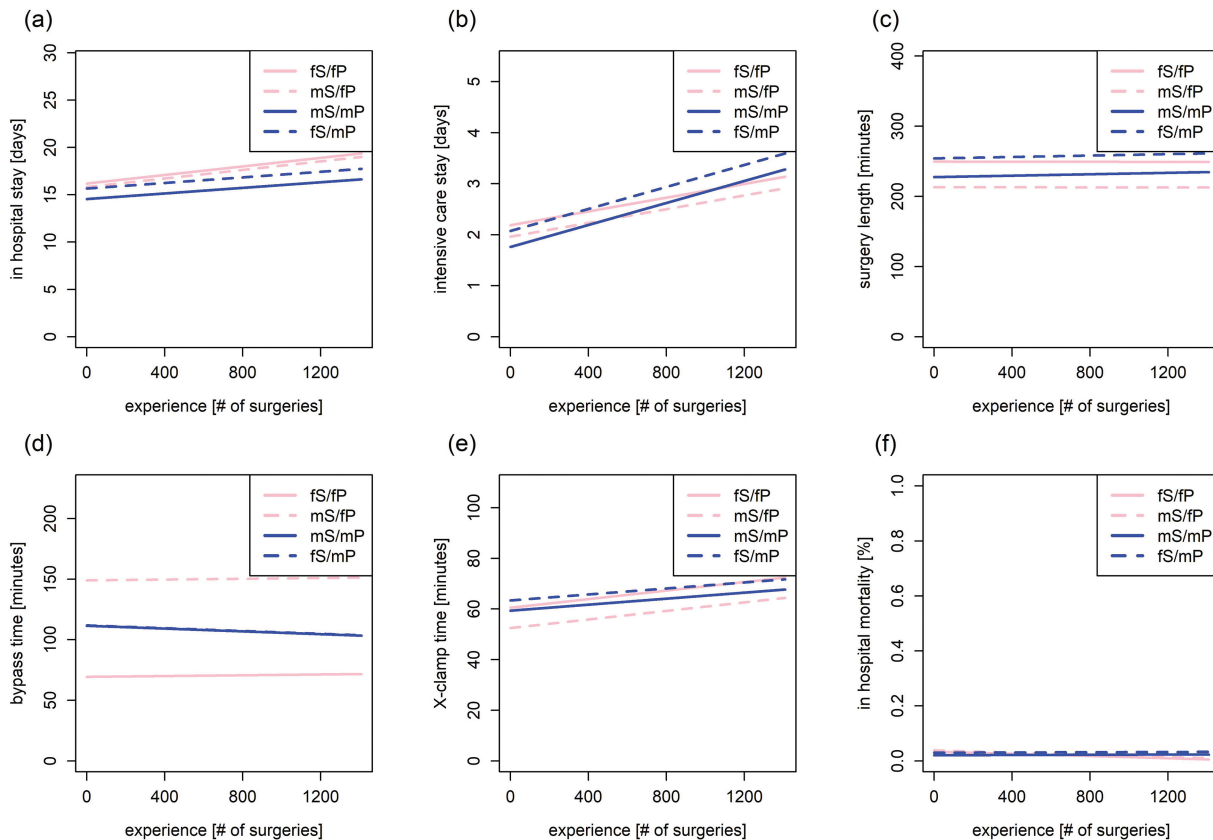 (a)
in hospital stay [days]
0 5 10 15 20 25 30
fS/fP
mS/fP
mS/mP
fS/mP
0 400 800 1200
experience [# of surgeries]
(b)
intensive care stay [days]
0 1 2 3 4 5
fS/fP
mS/fP
mS/mP
fS/mP
0 400 800 1200
experience [# of surgeries]
(c)
surgery length [minutes]
0 100 200 300 400
fS/fP
mS/fP
mS/mP
fS/mP
0 400 800 1200
experience [# of surgeries]
(d)
bypass time [minutes]
0 50 100 150 200
fS/fP
mS/fP
mS/mP
fS/mP
0 400 800 1200
experience [# of surgeries]
(e)
X-clamp time [minutes]
0 20 40 60 80 100
fS/fP
mS/fP
mS/mP
fS/mP
0 400 800 1200
experience [# of surgeries]
(f)
in hospital mortality [%]
0.0 0.2 0.4 0.6 0.8 1.0
fS/fP
mS/fP
mS/mP
fS/mP
0 400 800 1200
experience [# of surgeries]